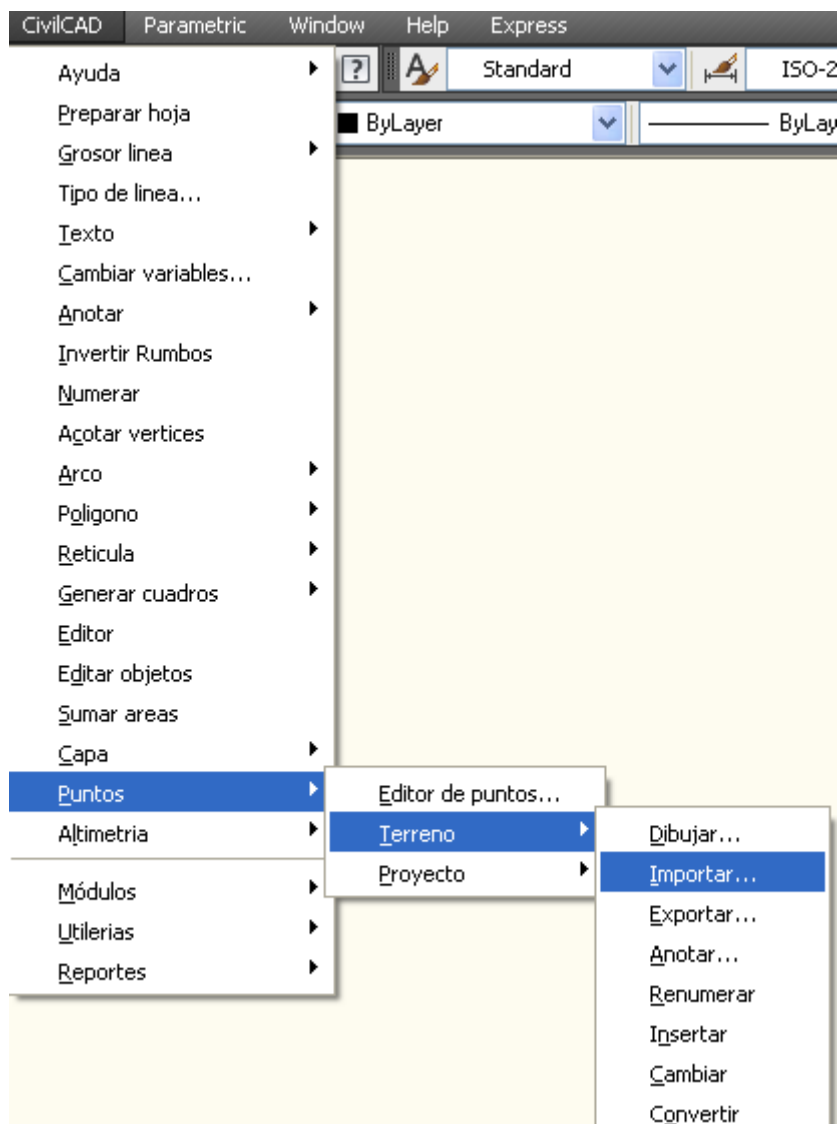 CivilCAD Parametric Window Help Express
? Standard ISO-2
ByLayer ByLay
Ayuda
Preparar hoja
Grosor linea
Tipo de linea...
Texto
Cambiar variables...
Anotar
Invertir Rumbos
Numerar
Acotar vertices
Arco
Poligono
Reticula
Generar cuadros
Editor
Editar objetos
Sumar areas
Capa
Puntos
Altimetria
Módulos
Utilerias
Reportes
Editor de puntos...
Terreno
Proyecto
Dibujar...
Importar...
Exportar...
Anotar...
Renumerar
Insertar
Cambiar
Convertir